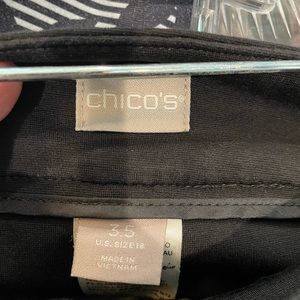 chico's
3.5
U.S. SIZE 18
MADE IN
VIETNAM